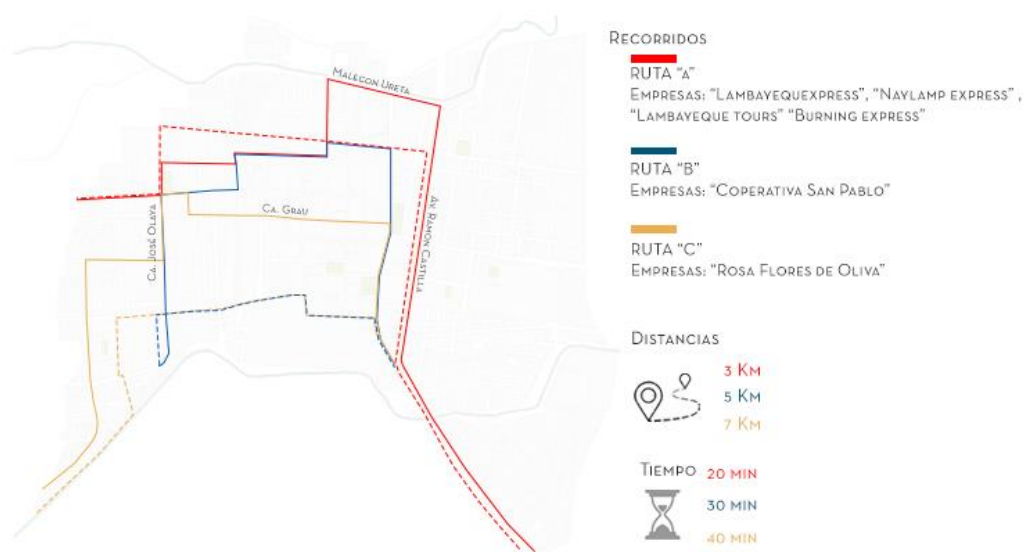 Malecon Ureta
Ca. José Olaya
Ca. Grau
Av. Ramon Castilla
Recorridos
Ruta "A"
Empresas: "Lambayequexpress", "Naylamp express" ,
"Lambayeque tours" "Burning express"
Ruta "B"
Empresas: "Coperativa San Pablo"
Ruta "C"
Empresas: "Rosa Flores de Oliva"
Distancias
3 Km
5 Km
7 Km
Tiempo 20 min
30 min
40 min